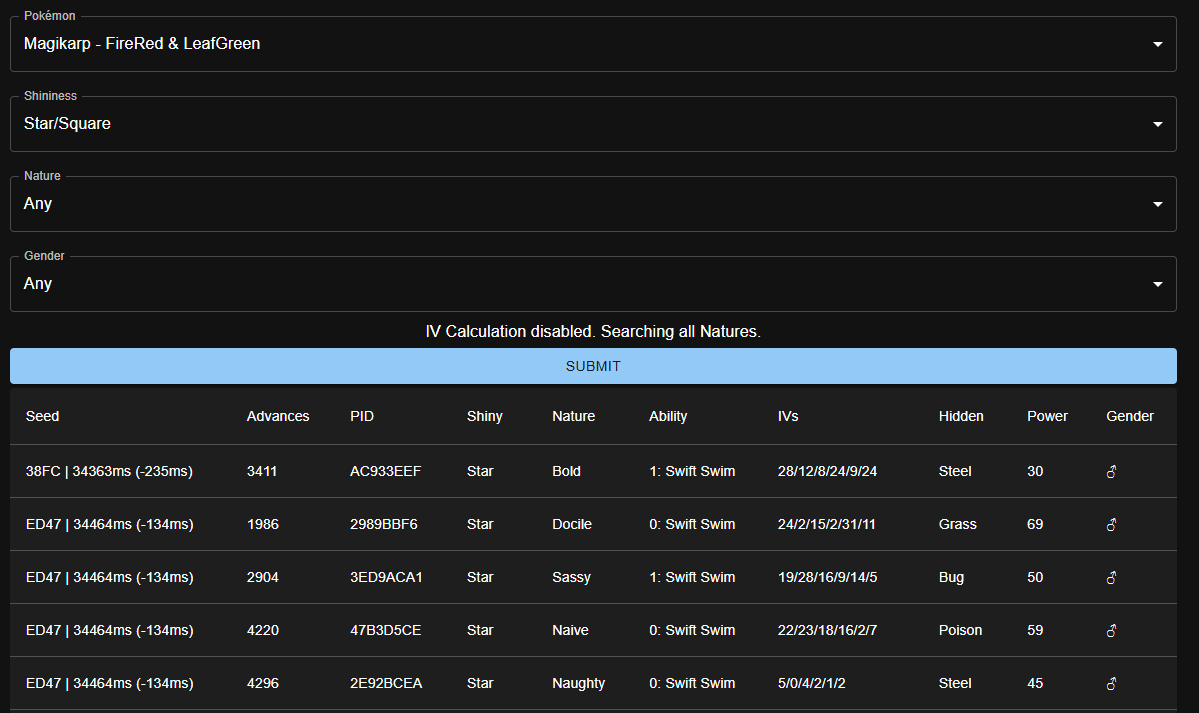 Pokémon
Magikarp - FireRed & LeafGreen
Shininess
Star/Square
Nature
Any
Gender
Any
IV Calculation disabled. Searching all Natures.
SUBMIT
Seed Advances PID Shiny Nature Ability IVs Hidden Power Gender
38FC | 34363ms (-235ms) 3411 AC933EEF Star Bold 1: Swift Swim 28/12/8/24/9/24 Steel 30 ♂
ED47 | 34464ms (-134ms) 1986 2989BBF6 Star Docile 0: Swift Swim 24/2/15/2/31/11 Grass 69 ♂
ED47 | 34464ms (-134ms) 2904 3ED9ACA1 Star Sassy 1: Swift Swim 19/28/16/9/14/5 Bug 50 ♂
ED47 | 34464ms (-134ms) 4220 47B3D5CE Star Naive 0: Swift Swim 22/23/18/16/2/7 Poison 59 ♂
ED47 | 34464ms (-134ms) 4296 2E92BCEA Star Naughty 0: Swift Swim 5/0/4/2/1/2 Steel 45 ♂